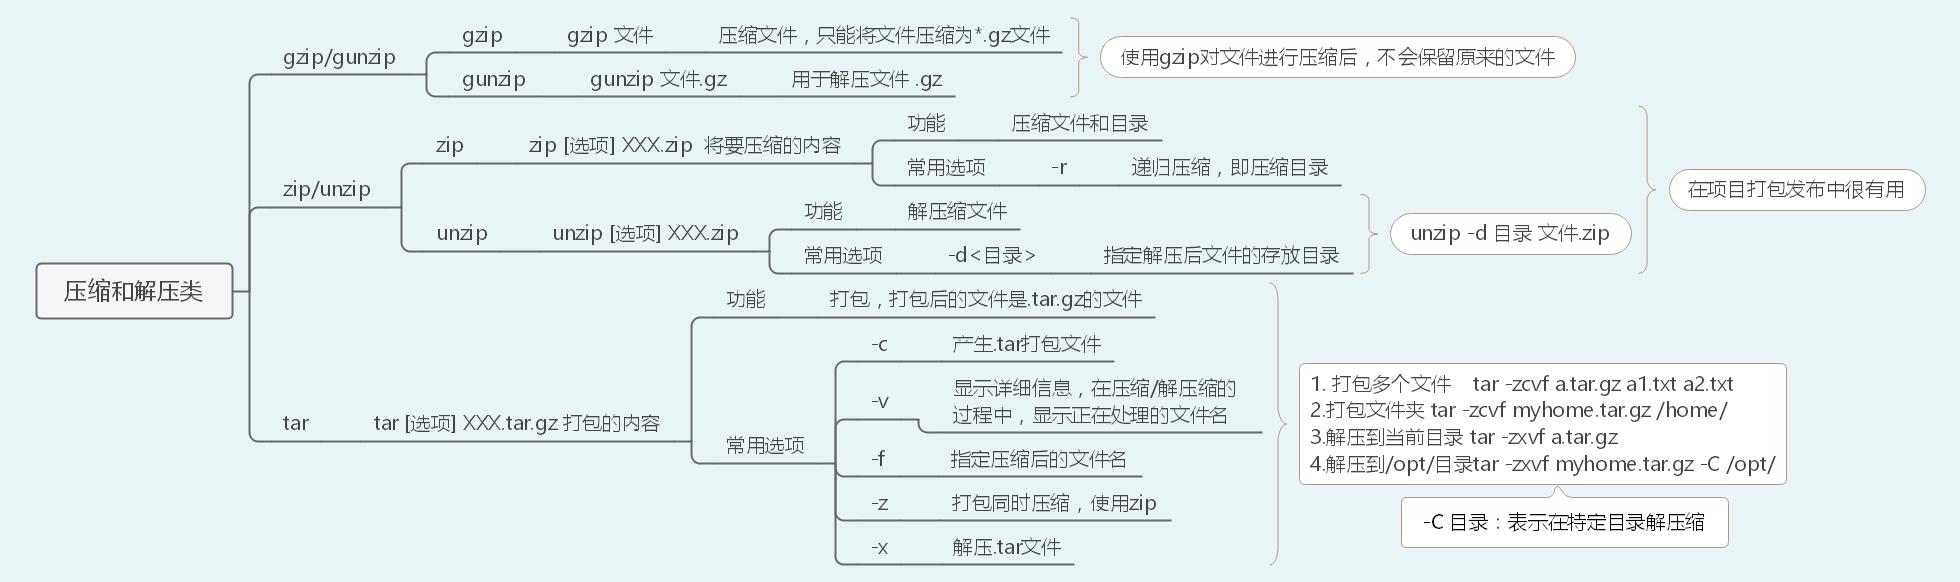 压缩和解压类
gzip/gunzip
gzip
gzip 文件
压缩文件，只能将文件压缩为*.gz文件
gunzip
gunzip 文件.gz
用于解压文件 .gz
使用gzip对文件进行压缩后，不会保留原来的文件
zip/unzip
zip
zip [选项] XXX.zip 将要压缩的内容
功能
压缩文件和目录
常用选项
-r
递归压缩，即压缩目录
unzip
unzip [选项] XXX.zip
功能
解压缩文件
常用选项
-d<目录>
指定解压后文件的存放目录
unzip -d 目录 文件.zip
在项目打包发布中很有用
tar
tar [选项] XXX.tar.gz 打包的内容
功能
打包，打包后的文件是.tar.gz的文件
常用选项
-c
产生.tar打包文件
-v
显示详细信息，在压缩/解压缩的
过程中，显示正在处理的文件名
-f
指定压缩后的文件名
-z
打包同时压缩，使用zip
-x
解压.tar文件
1. 打包多个文件 tar -zcvf a.tar.gz a1.txt a2.txt
2.打包文件夹 tar -zcvf myhome.tar.gz /home/
3.解压到当前目录 tar -zxvf a.tar.gz
4.解压到/opt/目录tar -zxvf myhome.tar.gz -C /opt/
-C 目录：表示在特定目录解压缩